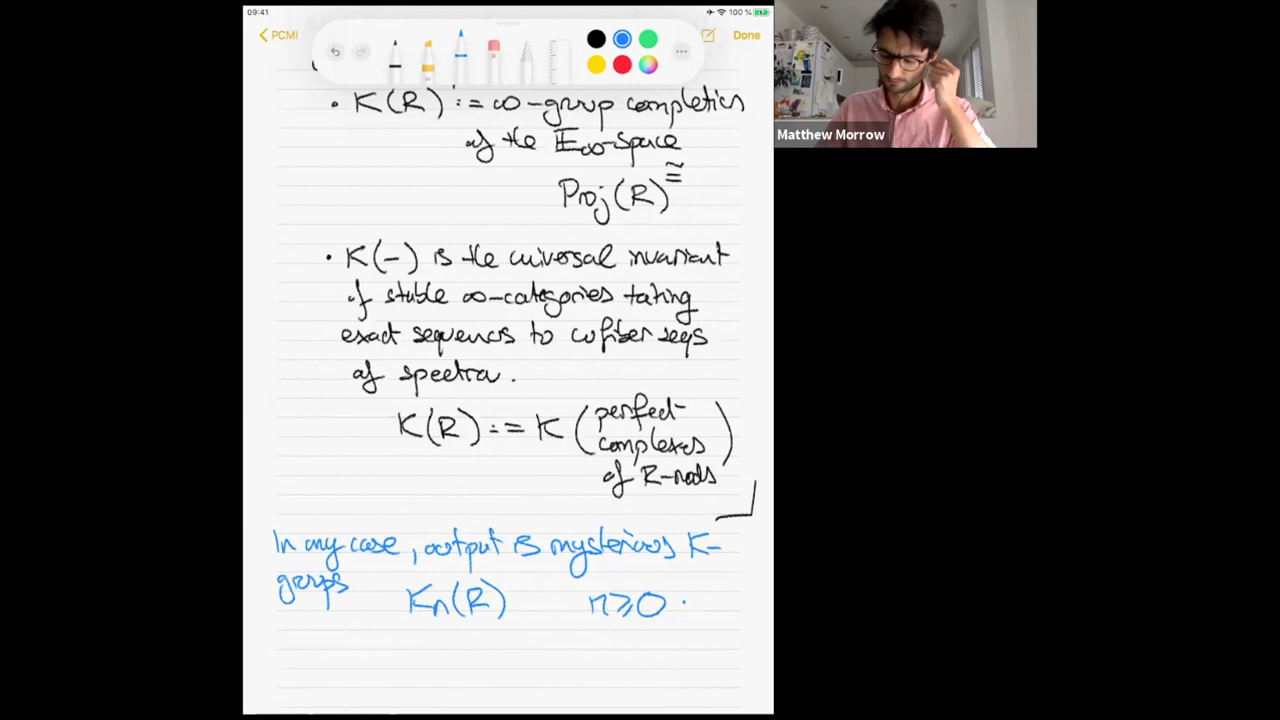 09:41
100 %
PCMI
Done
• K(R) := ∞-group completion
of the E∞-space
Proj(R)^≅
• K(-) is the universal invariant
of stable ∞-categories taking
exact sequences to cofiber seqs
of spectra.
K(R) := K (perfect
complexes
of R-mods)
In any case, output is mysterious K-
groups K_n(R) n≥0.
Matthew Morrow